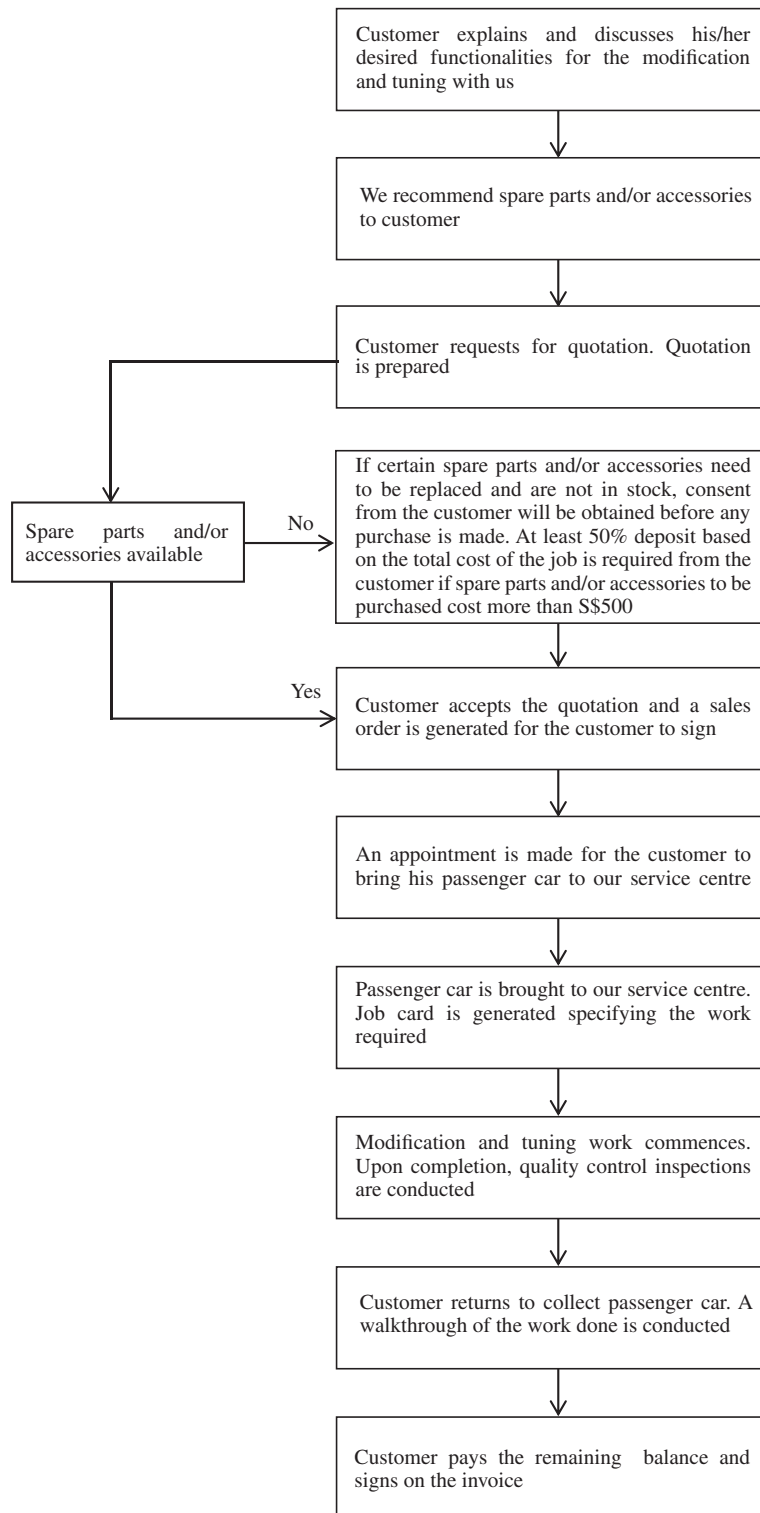 Customer explains and discusses his/her
desired functionalities for the modification
and tuning with us
We recommend spare parts and/or accessories
to customer
Customer requests for quotation. Quotation
is prepared
Spare parts and/or
accessories available
No
If certain spare parts and/or accessories need
to be replaced and are not in stock, consent
from the customer will be obtained before any
purchase is made. At least 50% deposit based
on the total cost of the job is required from the
customer if spare parts and/or accessories to be
purchased cost more than S$500
Yes
Customer accepts the quotation and a sales
order is generated for the customer to sign
An appointment is made for the customer to
bring his passenger car to our service centre
Passenger car is brought to our service centre.
Job card is generated specifying the work
required
Modification and tuning work commences.
Upon completion, quality control inspections
are conducted
Customer returns to collect passenger car. A
walkthrough of the work done is conducted
Customer pays the remaining balance and
signs on the invoice